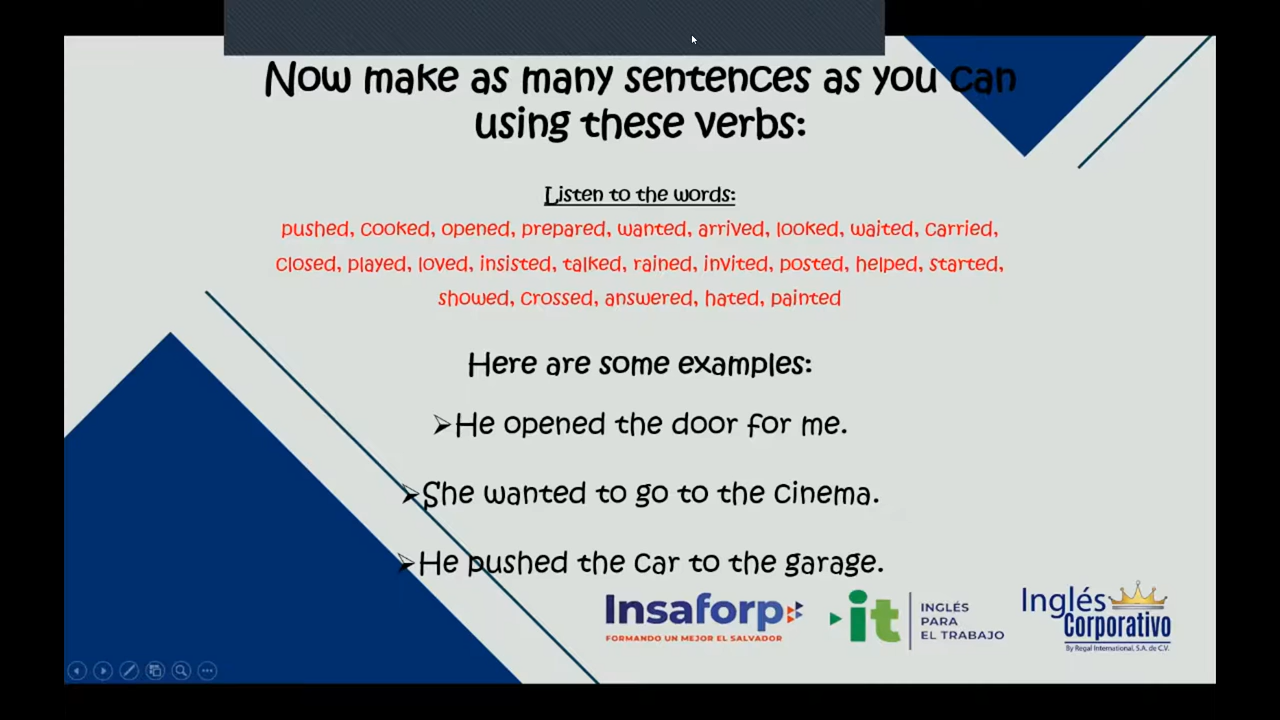 Now make as many sentences as you can
using these verbs:
Listen to the words:
pushed, cooked, opened, prepared, wanted, arrived, looked, waited, carried,
closed, played, loved, insisted, talked, rained, invited, posted, helped, started,
showed, crossed, answered, hated, painted
Here are some examples:
➢He opened the door for me.
➢She wanted to go to the cinema.
➢He pushed the car to the garage.
Insaforp
FORMANDO UN MEJOR EL SALVADOR
it
INGLÉS
PARA
EL TRABAJO
Inglés
Corporativo
By Regal International, S.A. de C.V.